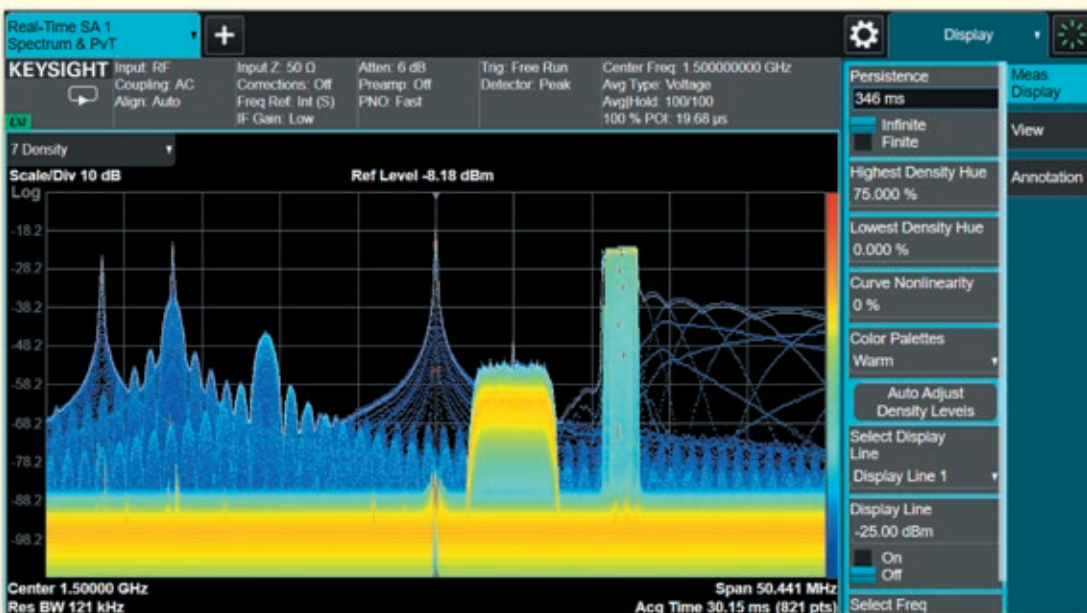 Real-Time SA 1
Spectrum & PvT
+
Display
KEYSIGHT
Input: RF
Coupling: AC
Align: Auto
Input Z: 50 Ω
Corrections: Off
Freq Ref: Int (S)
IF Gain: Low
Atten: 6 dB
Preamp: Off
PNO: Fast
Trig: Free Run
Detector: Peak
Center Freq: 1.500000000 GHz
Avg Type: Voltage
Avg|Hold: 100/100
100 % POI: 19.68 µs
LXI
7 Density
Scale/Div 10 dB
Ref Level -8.18 dBm
Log
-18.2
-28.2
-38.2
-48.2
-58.2
-68.2
-78.2
-88.2
-98.2
Center 1.50000 GHz
Res BW 121 kHz
Span 50.441 MHz
Acq Time 30.15 ms (821 pts)
Persistence
346 ms
Infinite
Finite
Highest Density Hue
75.000 %
Lowest Density Hue
0.000 %
Curve Nonlinearity
0 %
Color Palettes
Warm
Auto Adjust
Density Levels
Select Display
Line
Display Line 1
Display Line
-25.00 dBm
On
Off
Select Freq
Meas
Display
View
Annotation